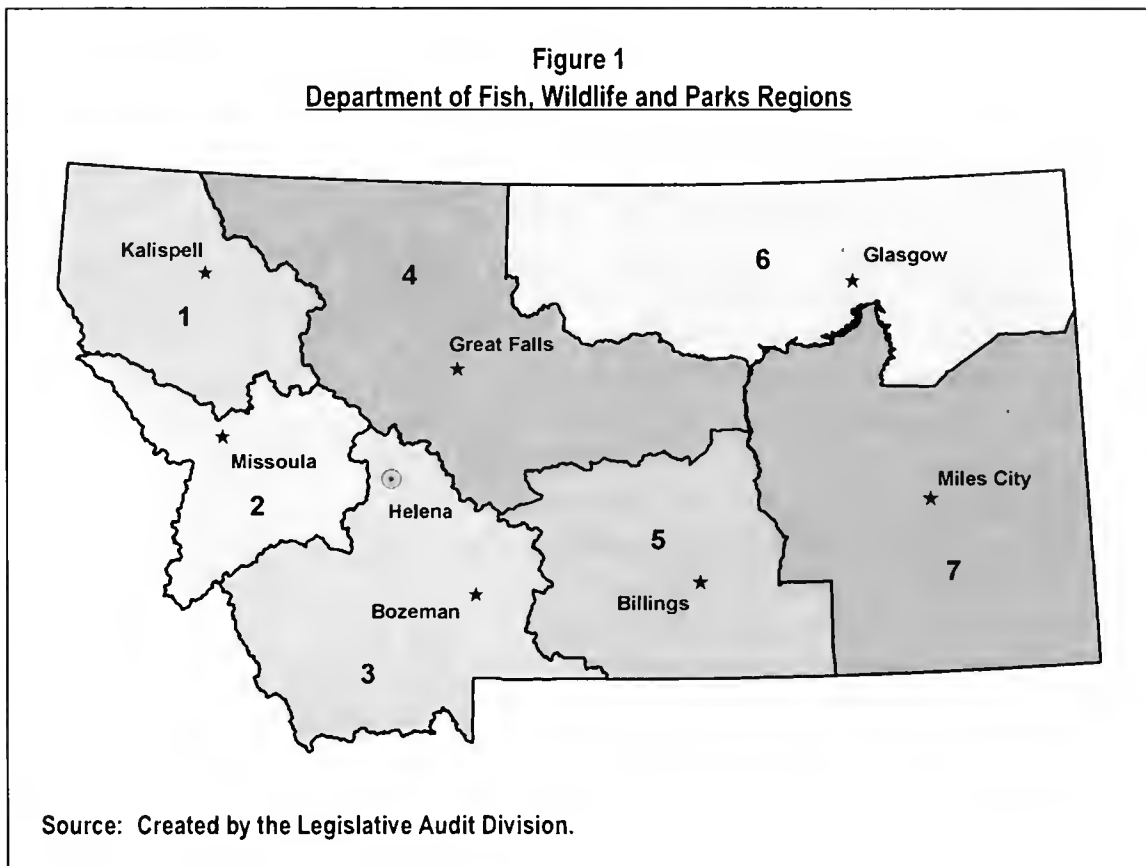 Figure 1
Department of Fish, Wildlife and Parks Regions
Kalispell
1
4
6
Glasgow
Great Falls
Missoula
2
Helena
Miles City
5
7
Bozeman
Billings
3
Source: Created by the Legislative Audit Division.